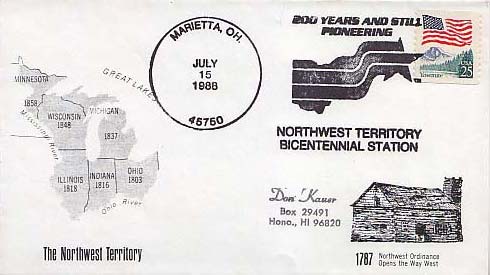 MARIETTA, OH.
JULY
15
1988
45750
200 YEARS AND STILL
PIONEERING
USA
25
Yosemite
NORTHWEST TERRITORY
BICENTENNIAL STATION
GREAT LAKES
MINNESOTA
1858
WISCONSIN
1848
MICHIGAN
1837
Mississippi River
ILLINOIS
1818
INDIANA
1816
OHIO
1803
Ohio River
The Northwest Territory
Don Kauer
Box 29491
Hono., HI 96820
1787 Northwest Ordinance
Opens the Way West